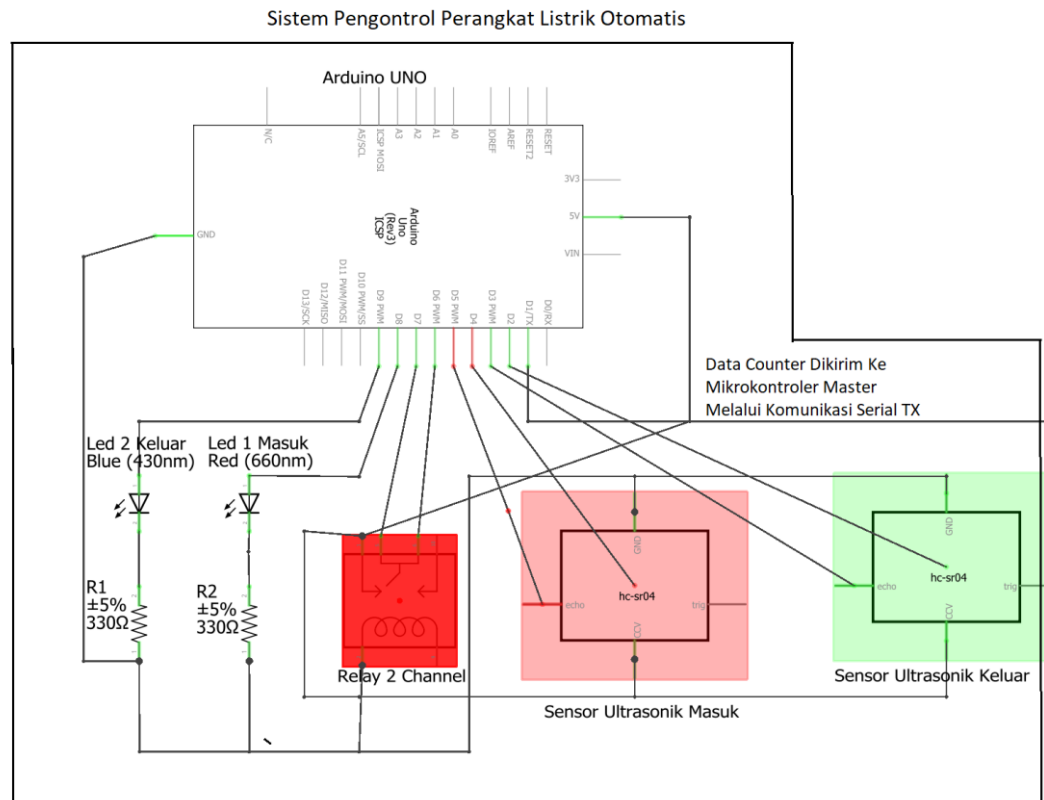 Sistem Pengontrol Perangkat Listrik Otomatis
Arduino UNO
N/C
A5/SCL
ICSP MOSI
A3
A2
A1
A0
IOREF
AREF
RESET2
RESET
3V3
5V
VIN
GND
Arduino
Uno
(Rev3)
ICSP
D13/SCK
D12/MISO
D11 PWM/MOSI
D10 PWM/SS
D9 PWM
D8
D7
D6 PWM
D5 PWM
D4
D3 PWM
D2
D1/TX
D0/RX
Data Counter Dikirim Ke
Mikrokontroler Master
Melalui Komunikasi Serial TX
Led 2 Keluar
Blue (430nm)
Led 1 Masuk
Red (660nm)
R1
±5%
330Ω
R2
±5%
330Ω
Relay 2 Channel
GND
echo
hc-sr04
trig
VCC
Sensor Ultrasonik Masuk
GND
echo
hc-sr04
trig
VCC
Sensor Ultrasonik Keluar